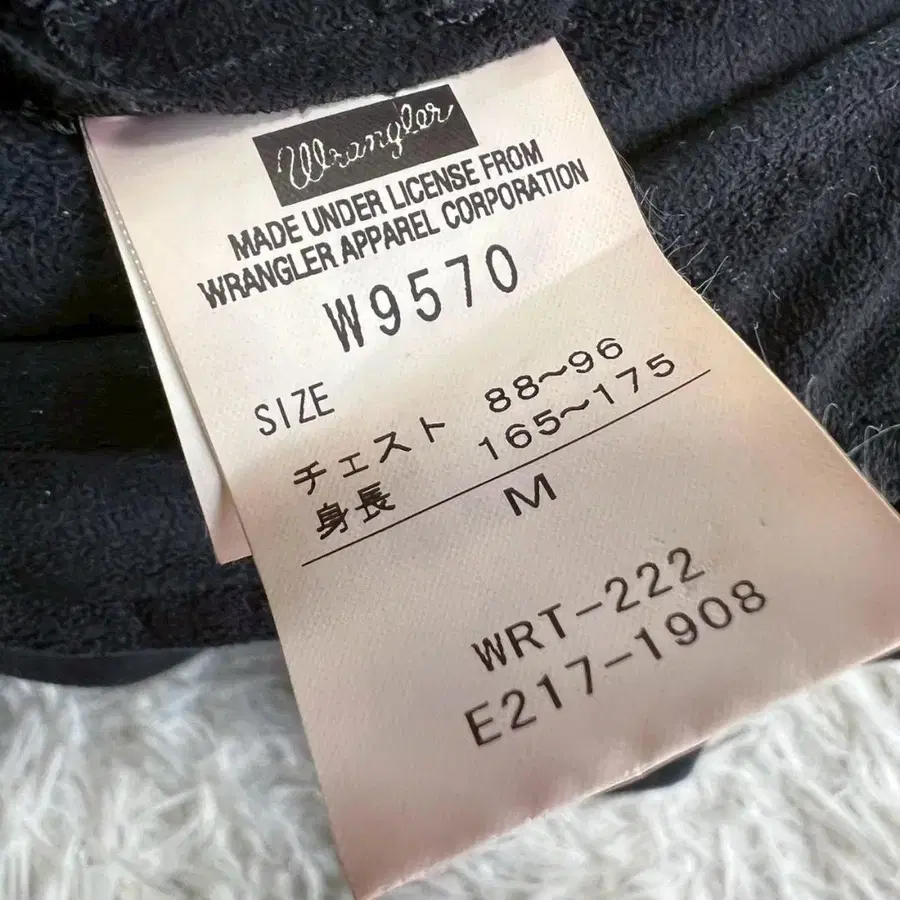 Wrangler
MADE UNDER LICENSE FROM
WRANGLER APPAREL CORPORATION
W9570
SIZE
チェスト 88~96
身長 165~175
M
WRT-222
E217-1908